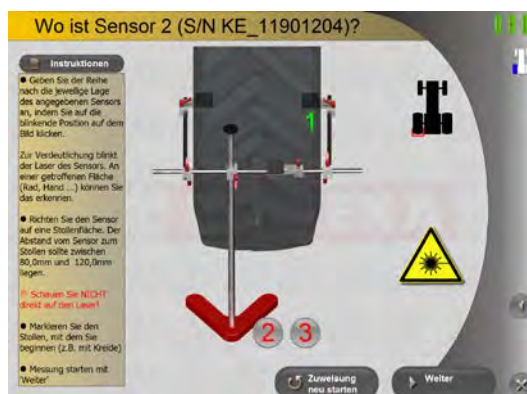 Wo ist Sensor 2 (S/N KE_11901204)?
Instruktionen
● Geben Sie der Reihe
nach die jeweilige Lage
des angegebenen Sensors
an, indem Sie auf die
blinkende Position auf dem
Bild klicken.
Zur Verdeutlichung blinkt
der Laser des Sensors. An
einer getroffenen Fläche
(Rad, Hand ...) können Sie
das erkennen.
● Richten Sie den Sensor
auf eine Stollenfläche. Der
Abstand vom Sensor zum
Stollen sollte zwischen
80,0mm und 120,0mm
liegen.
Schauen Sie NICHT
direkt auf den Laser!
● Markieren Sie den
Stollen, mit dem Sie
beginnen (z.B. mit Kreide)
● Messung starten mit
'Weiter'
1
2
3
Zuweisung
neu starten
Weiter